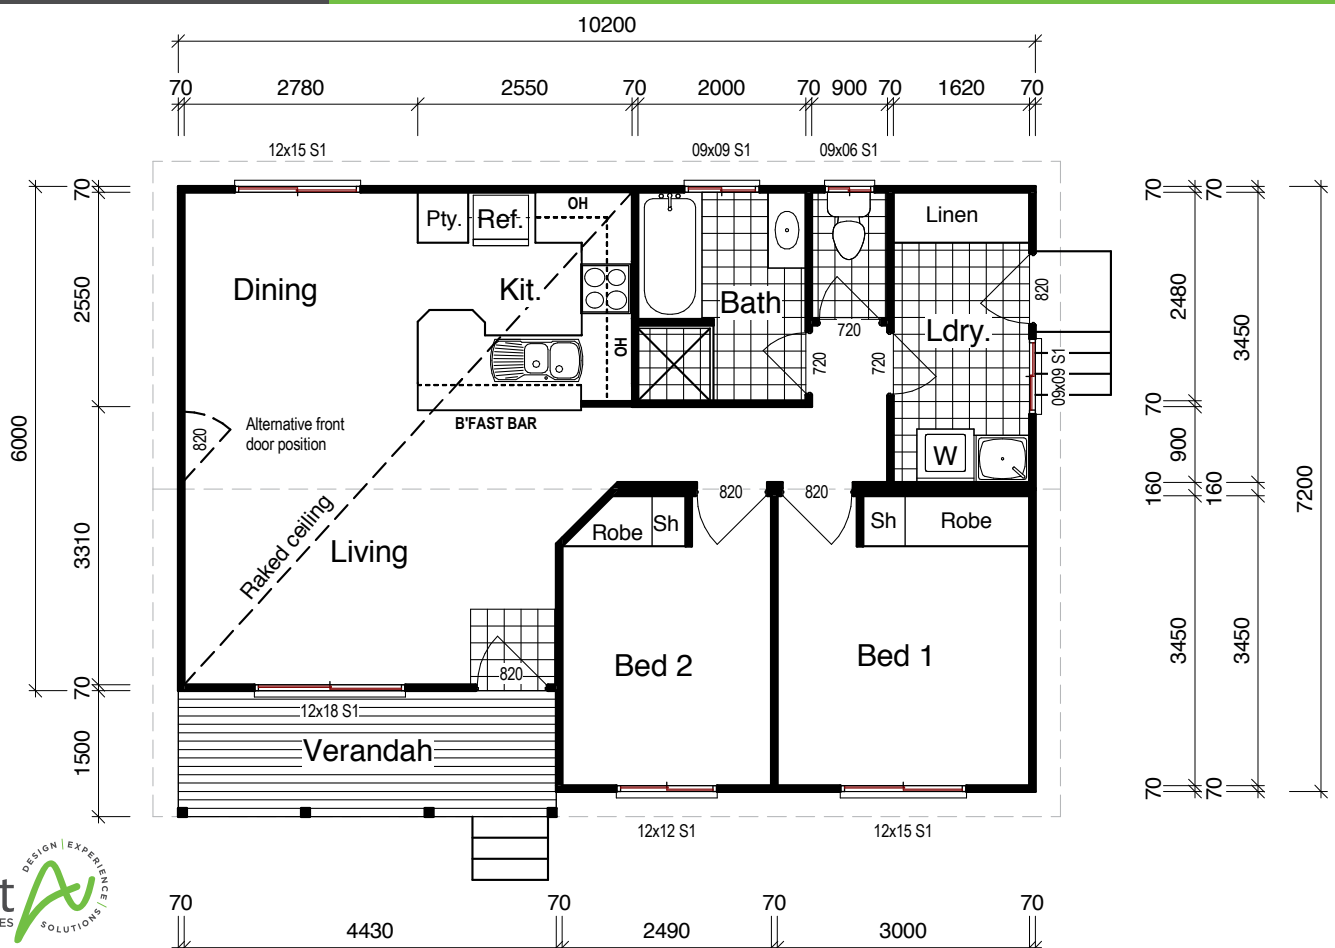 10200
70 2780 2550 70 2000 70 900 70 1620 70
12x15 S1 09x09 S1 09x06 S1
70
2550
6000
3310
70
1500
Pty. Ref. OH
Linen
Dining Kit. Bath
Ldry.
OH
720
720
720
820
09x09 S1
B'FAST BAR
Alternative front
door position
820
W
820 820
Raked ceiling
Living
Robe Sh
Sh Robe
820
Bed 2 Bed 1
12x18 S1
Verandah
12x12 S1 12x15 S1
70 70
2480
3450
70
900
160 160
7200
3450 3450
70 70
DESIGN | EXPERIENCE / SOLUTIONS /
t
ES
70 70 70 70
4430 2490 3000